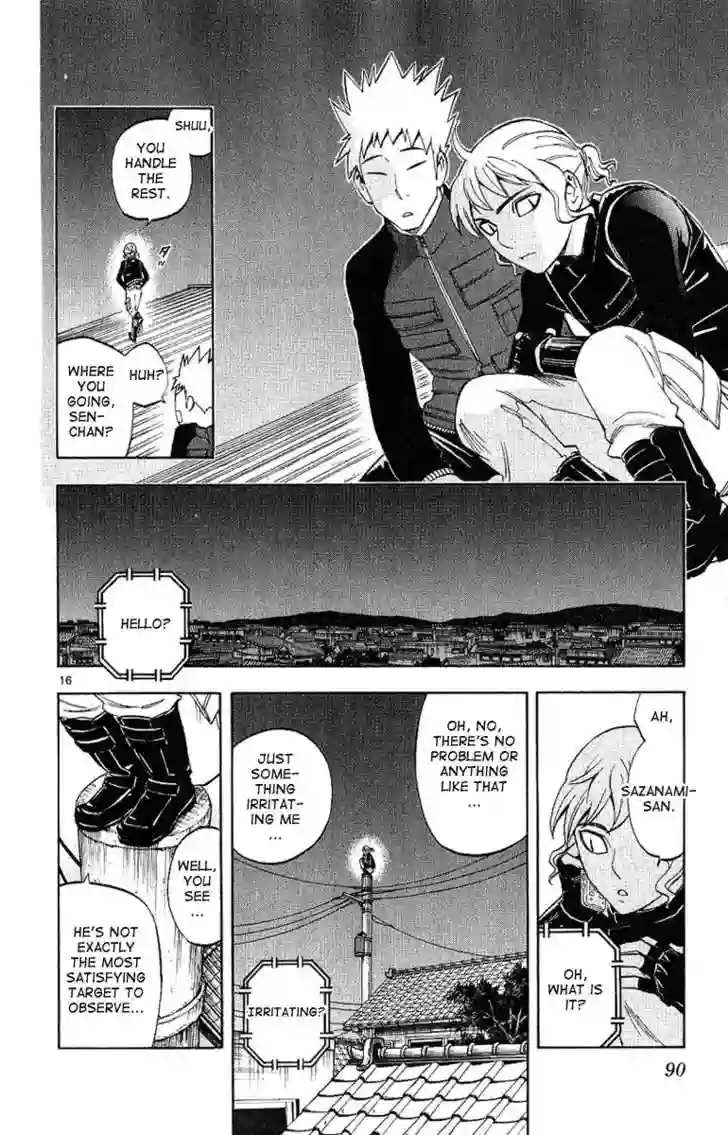 SHUU,
YOU
HANDLE
THE
REST.
HUH?
WHERE
YOU
GOING,
SEN-
CHAN?
HELLO?
16
AH,
SAZANAMI-
SAN.
OH,
WHAT IS
IT?
OH, NO,
THERE'S NO
PROBLEM OR
ANYTHING
LIKE THAT
...
JUST
SOME-
THING
IRRITAT-
ING ME
...
IRRITATING?
WELL,
YOU
SEE
...
HE'S NOT
EXACTLY
THE MOST
SATISFYING
TARGET TO
OBSERVE...
90